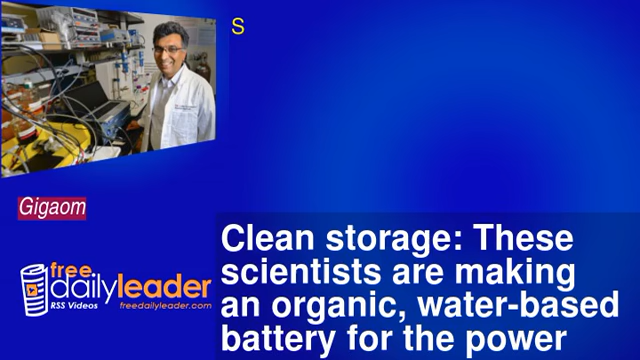 S
Gigaom
free
dailyleader
RSS Videos freedailyleader.com
Clean storage: These
scientists are making
an organic, water-based
battery for the power